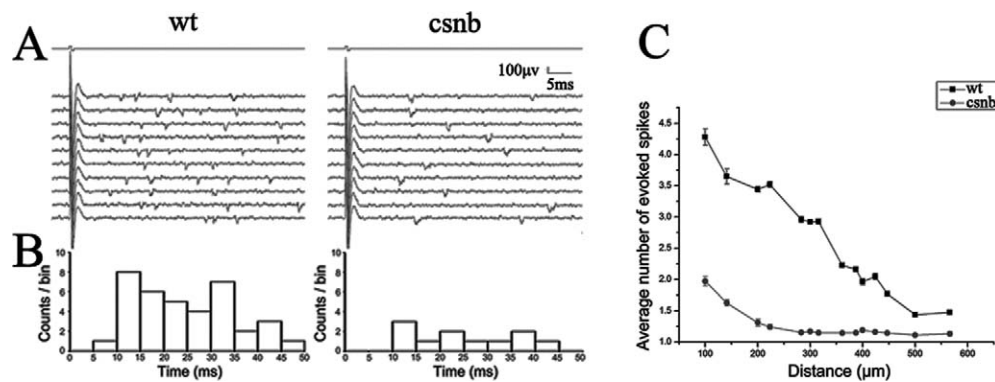 A
wt
csnb
100μv
5ms
B
Counts / bin
10
8
6
4
2
0
0 5 10 15 20 25 30 35 40 45 50
Time (ms)
Counts / bin
10
8
6
4
2
0
0 5 10 15 20 25 30 35 40 45 50
Time (ms)
C
wt
csnb
Average number of evoked spikes
4.5
4.0
3.5
3.0
2.5
2.0
1.5
1.0
100 200 300 400 500 600
Distance (μm)